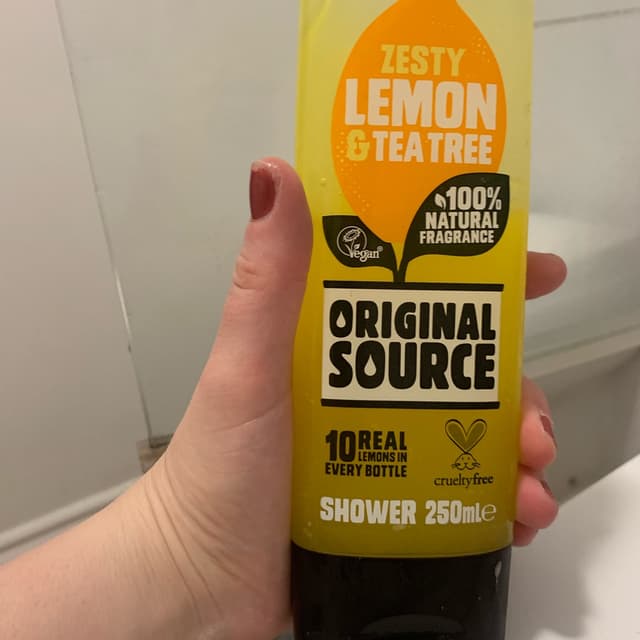 ZESTY
LEMON
& TEA TREE
100%
NATURAL
FRAGRANCE
Vegan
ORIGINAL
SOURCE
10 REAL
LEMONS IN
EVERY BOTTLE
crueltyfree
SHOWER 250ml e